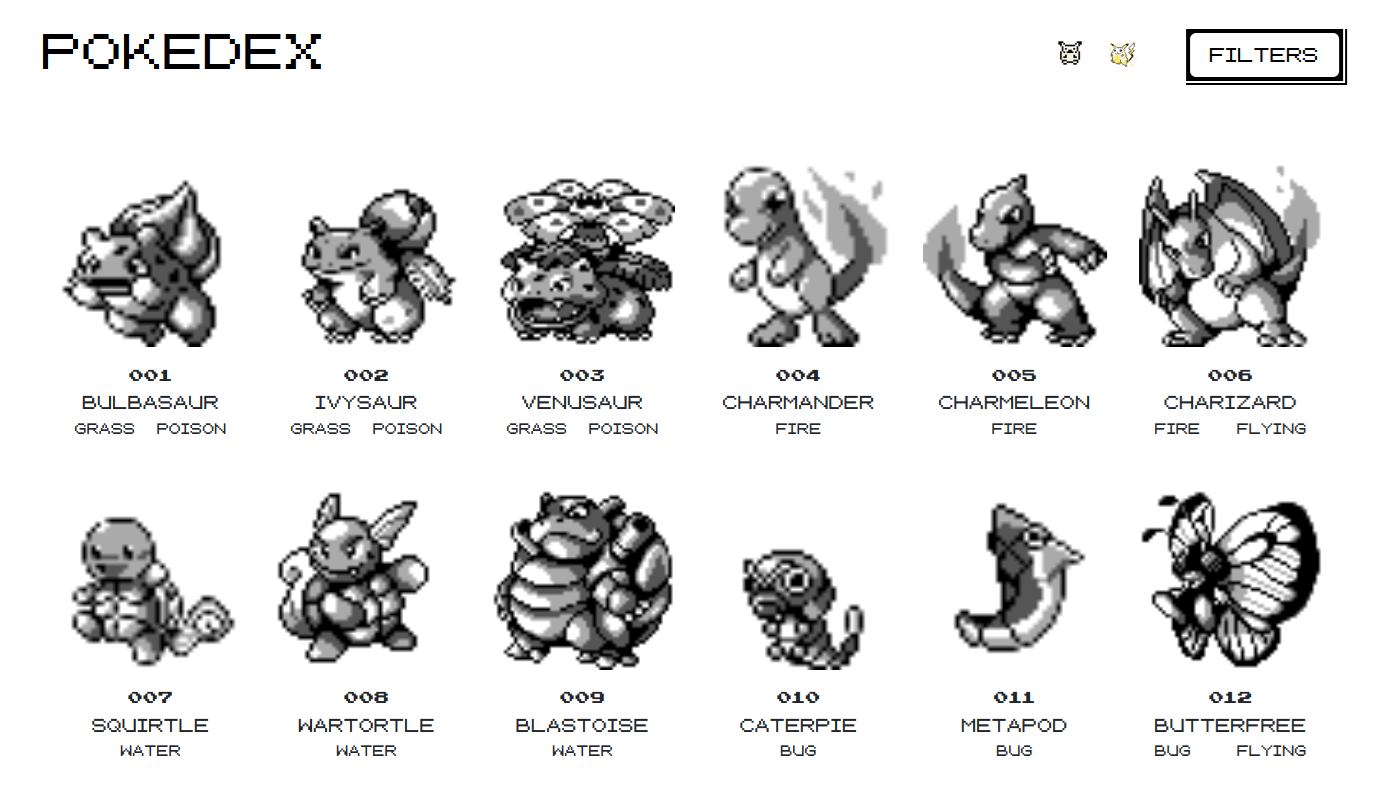 POKEDEX
FILTERS
001 002 003 004 005 006
BULBASAUR IVYSAUR VENUSAUR CHARMANDER CHARMELEON CHARIZARD
GRASS POISON GRASS POISON GRASS POISON FIRE FIRE FIRE FLYING
007 008 009 010 011 012
SQUIRTLE WARTORTLE BLASTOISE CATERPIE METAPOD BUTTERFREE
WATER WATER WATER BUG BUG BUG FLYING